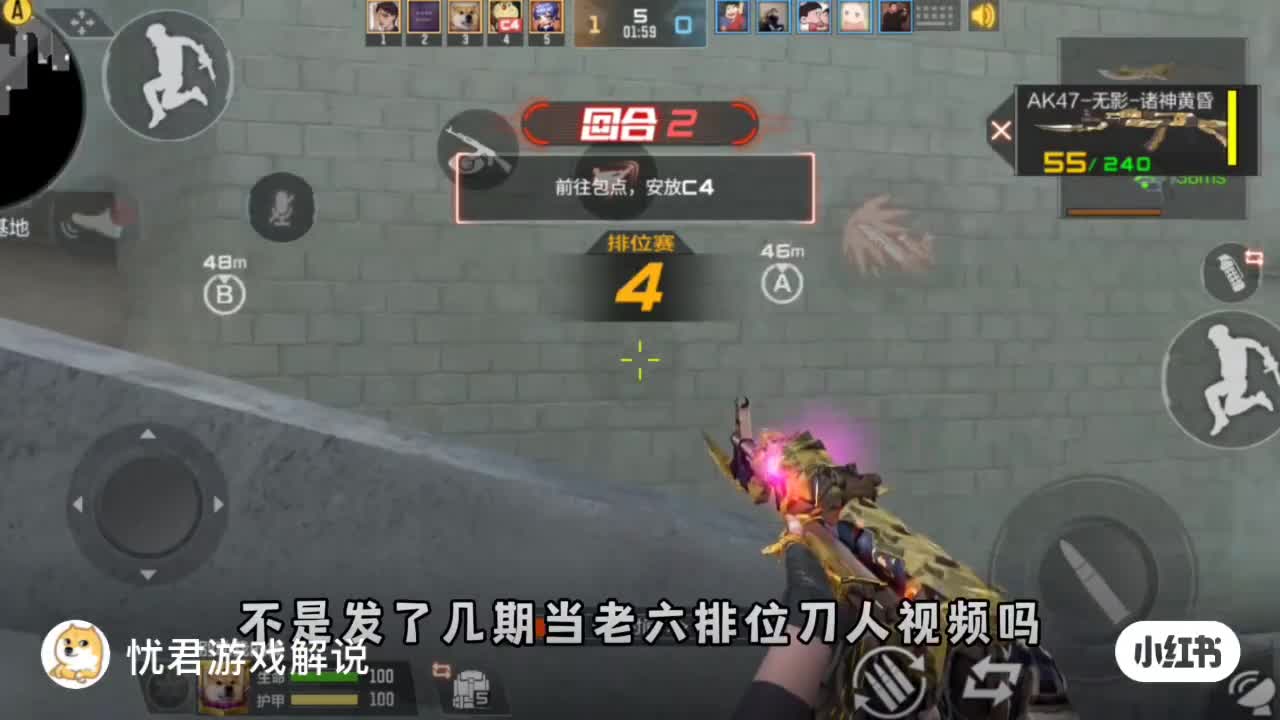 A
C4
1 2 3 4 5
1
5
01:59
0
回合2
前往包点，安放C4
AK47-无影-诸神黄昏
55/240
38ms
基地
48m
B
排位赛
4
46m
A
不是发了几期当老六排位刀人视频吗
忧君游戏解说
生命 100
护甲 100
5
小红书